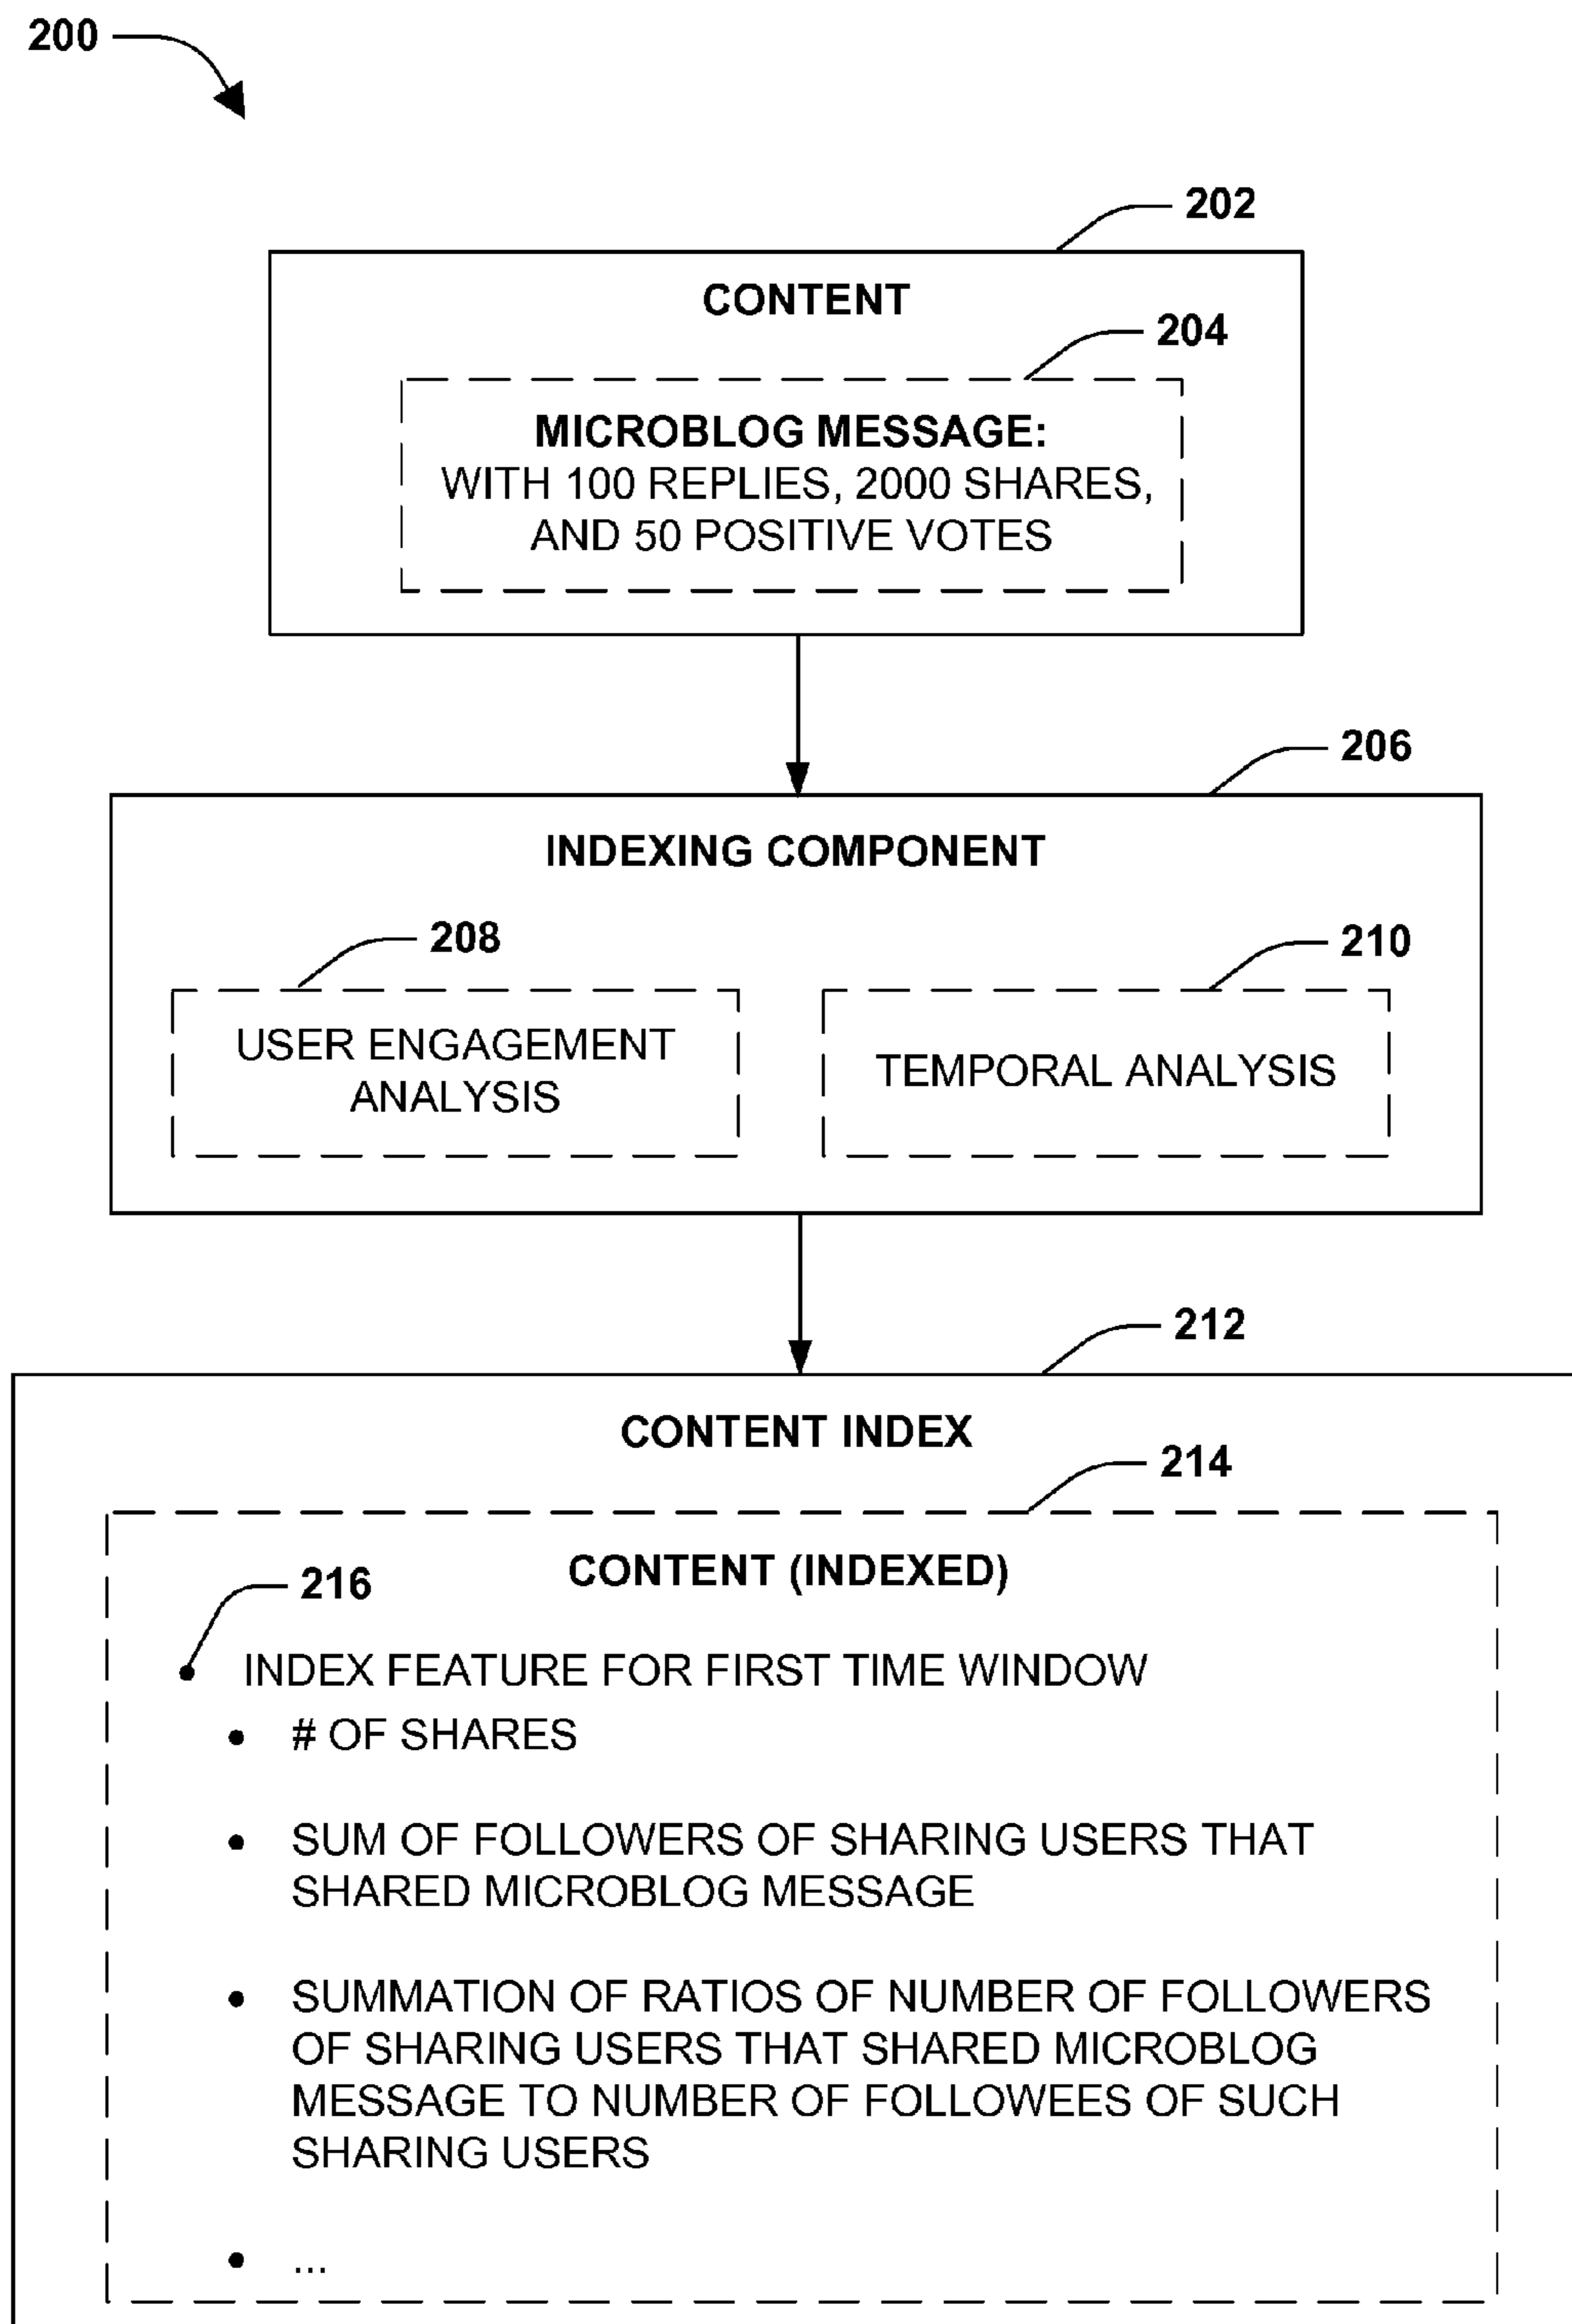 200
202
CONTENT
204
MICROBLOG MESSAGE:
WITH 100 REPLIES, 2000 SHARES,
AND 50 POSITIVE VOTES
206
INDEXING COMPONENT
208
210
USER ENGAGEMENT
ANALYSIS
TEMPORAL ANALYSIS
212
CONTENT INDEX
214
CONTENT (INDEXED)
216
• INDEX FEATURE FOR FIRST TIME WINDOW
• # OF SHARES
• SUM OF FOLLOWERS OF SHARING USERS THAT
SHARED MICROBLOG MESSAGE
• SUMMATION OF RATIOS OF NUMBER OF FOLLOWERS
OF SHARING USERS THAT SHARED MICROBLOG
MESSAGE TO NUMBER OF FOLLOWEES OF SUCH
SHARING USERS
• ...